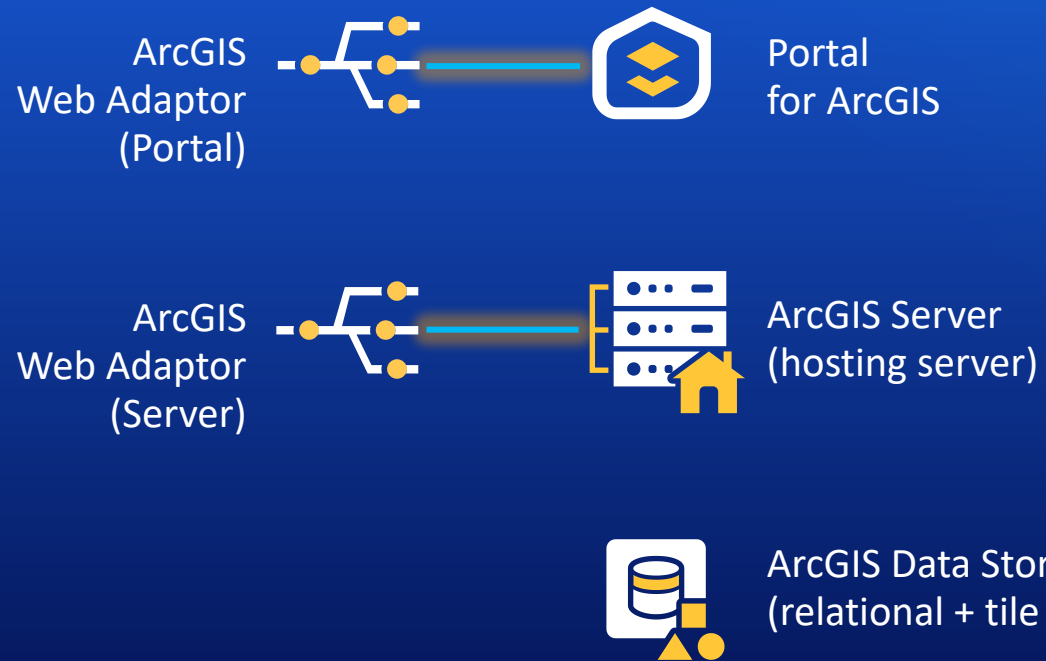 ArcGIS
Web Adaptor
(Portal)
Portal
for ArcGIS
ArcGIS
Web Adaptor
(Server)
ArcGIS Server
(hosting server)
ArcGIS Data Stor
(relational + tile